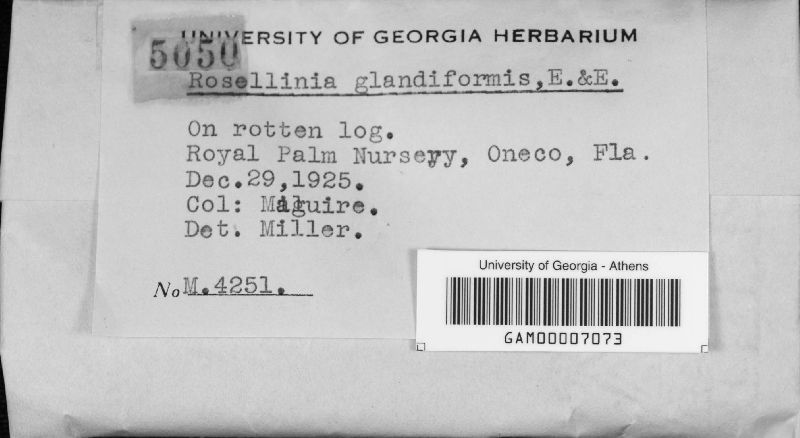 UNIVERSITY OF GEORGIA HERBARIUM
5050
Rosellinia glandiformis, E.&E.
On rotten log.
Royal Palm Nursery, Oneco, Fla.
Dec.29,1925.
Col: Maguire.
Det. Miller.
No M.4251.
University of Georgia - Athens
GAM00007073